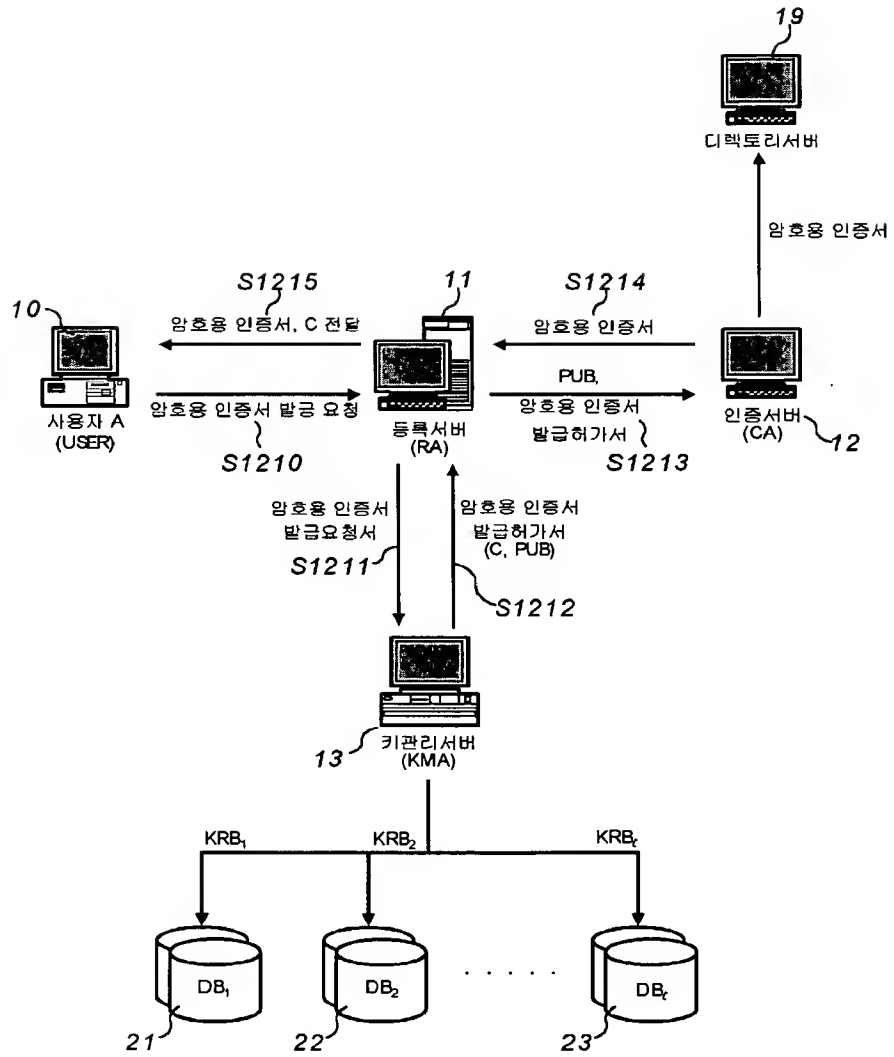 19
디렉토리서버
암호용 인증서
S1215
11
S1214
10
암호용 인증서, C 전달
암호용 인증서
암호용 인증서 발급 요청
PUB,
암호용 인증서
발급허가서
사용자 A
(USER)
등록서버
(RA)
인증서버
(CA)
12
S1210
S1213
암호용 인증서
발급요청서
암호용 인증서
발급허가서
(C, PUB)
S1211
S1212
13
키관리서버
(KMA)
KRB₁
KRB₂
KRBₜ
DB₁
DB₂
. . . . .
DBₜ
21
22
23